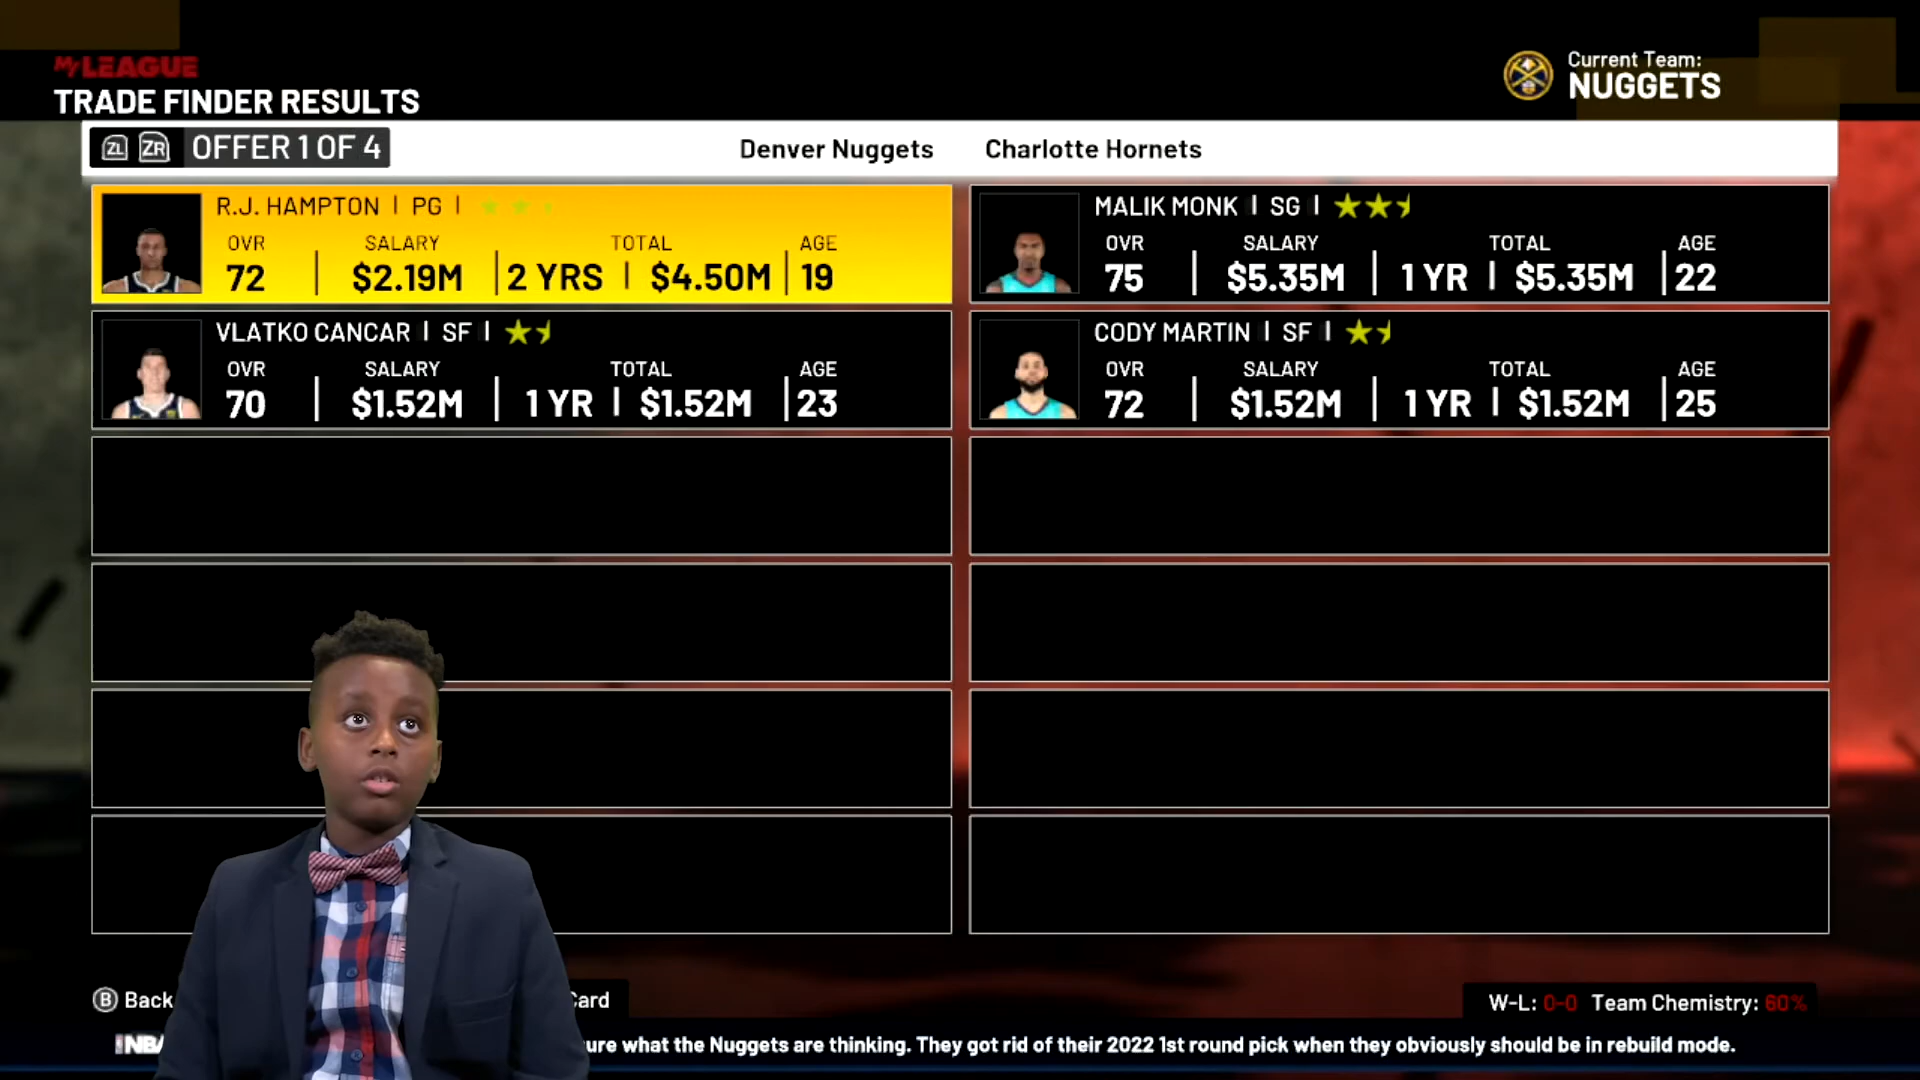 MyLEAGUE
TRADE FINDER RESULTS
Current Team:
NUGGETS
ZL ZR OFFER 1 OF 4
Denver Nuggets
Charlotte Hornets
R.J. HAMPTON | PG |
OVR SALARY TOTAL AGE
72 | $2.19M | 2 YRS | $4.50M | 19
MALIK MONK | SG |
OVR SALARY TOTAL AGE
75 | $5.35M | 1 YR | $5.35M | 22
VLATKO CANCAR | SF |
OVR SALARY TOTAL AGE
70 | $1.52M | 1 YR | $1.52M | 23
CODY MARTIN | SF |
OVR SALARY TOTAL AGE
72 | $1.52M | 1 YR | $1.52M | 25
B Back
Card
W-L: 0-0 Team Chemistry: 60%
NBA
what the Nuggets are thinking. They got rid of their 2022 1st round pick when they obviously should be in rebuild mode.